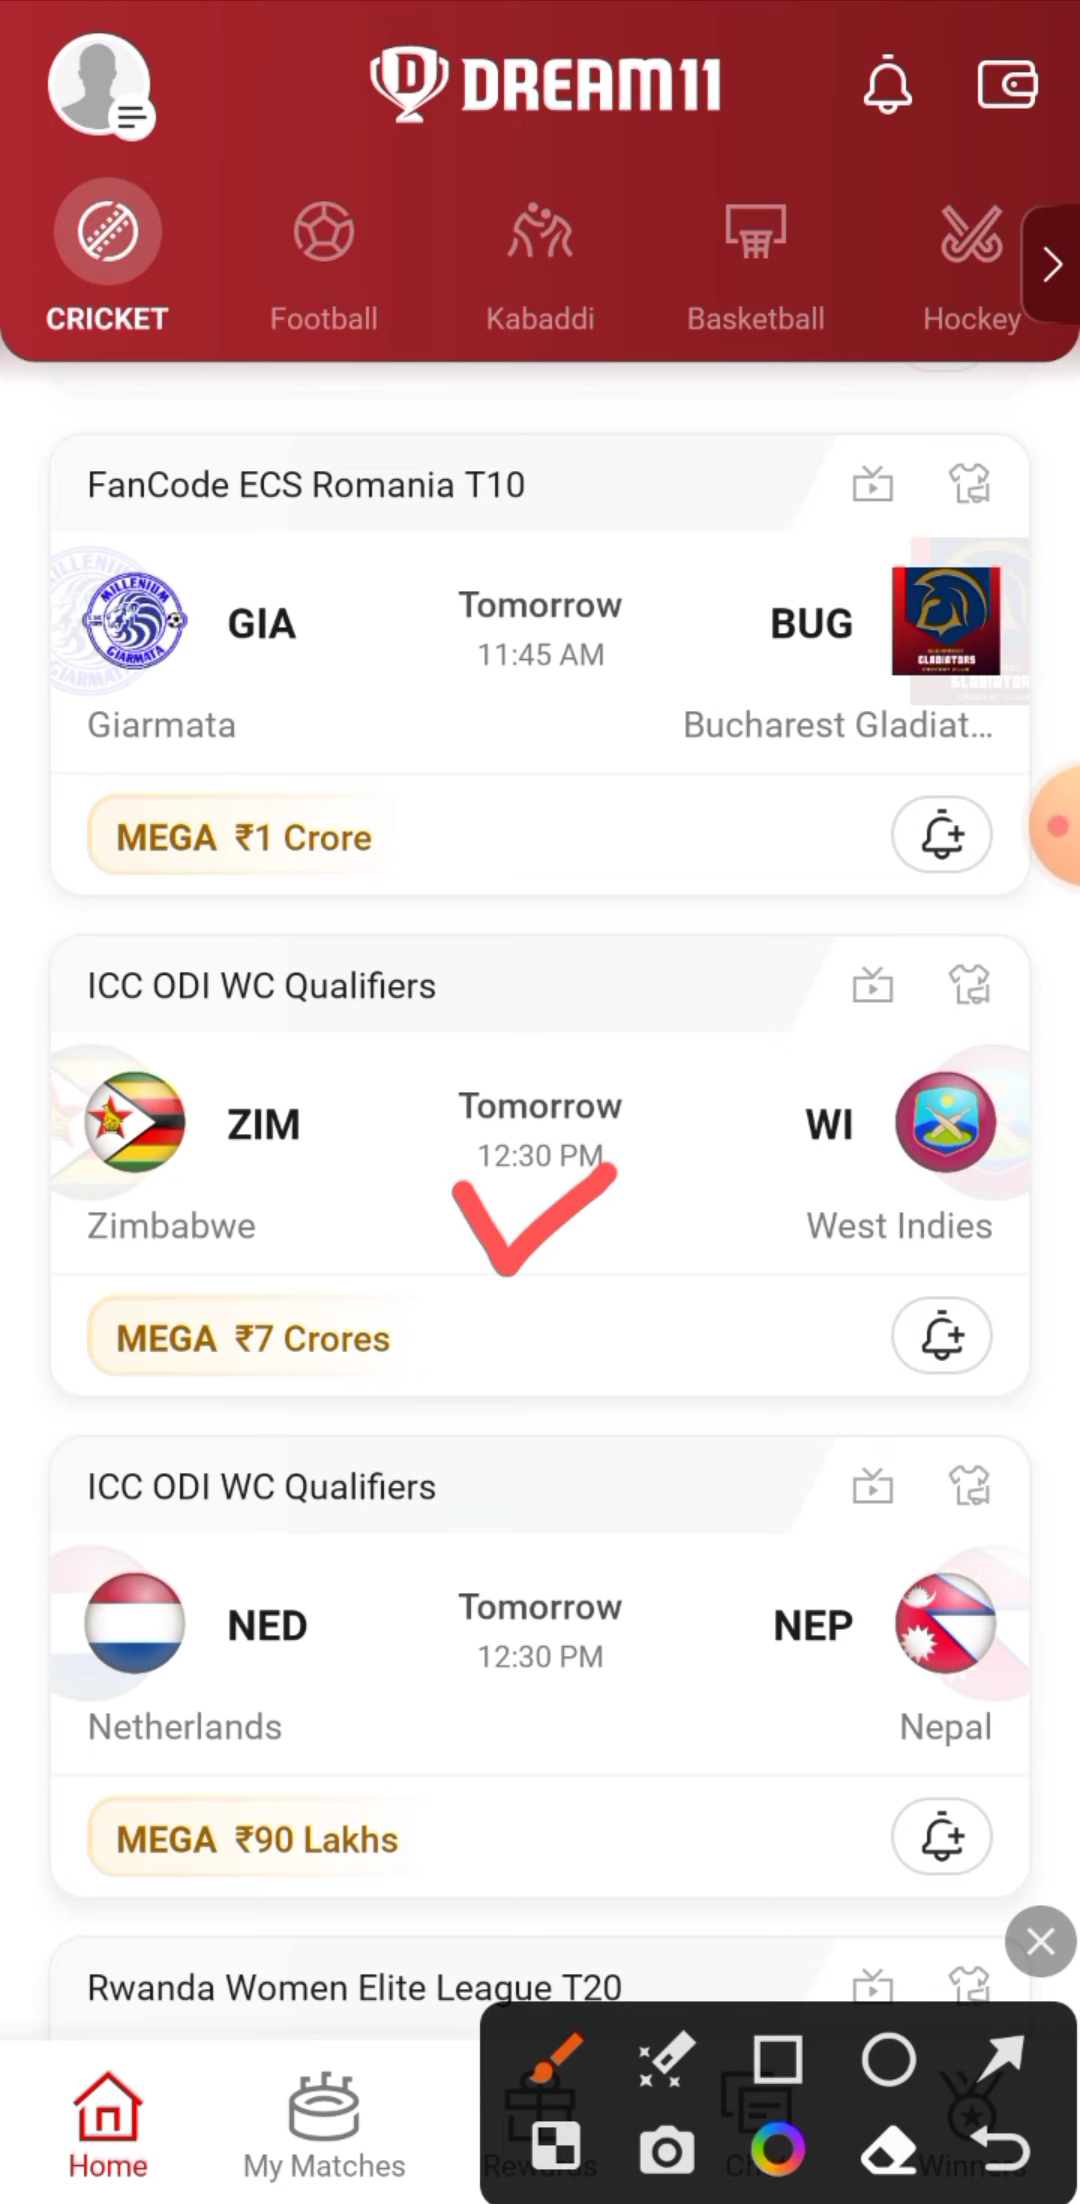 DREAM11
CRICKET
Football
Kabaddi
Basketball
Hockey
FanCode ECS Romania T10
MILLENIUM
GIARMATA
GIA
Tomorrow
11:45 AM
BUG
GLADIATORS
Giarmata
Bucharest Gladiat...
MEGA ₹1 Crore
ICC ODI WC Qualifiers
ZIM
Tomorrow
12:30 PM
WI
Zimbabwe
West Indies
MEGA ₹7 Crores
ICC ODI WC Qualifiers
NED
Tomorrow
12:30 PM
NEP
Netherlands
Nepal
MEGA ₹90 Lakhs
Rwanda Women Elite League T20
Home
My Matches